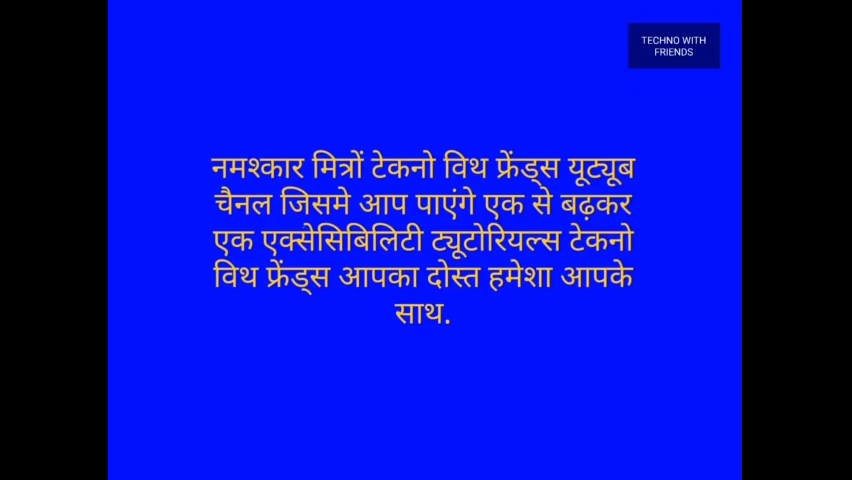 TECHNO WITH
FRIENDS
नमश्कार मित्रों टेकनो विथ फ्रेंड्स यूट्यूब
चैनल जिसमे आप पाएंगे एक से बढ़कर
एक एक्सेसिबिलिटी ट्यूटोरियल्स टेकनो
विथ फ्रेंड्स आपका दोस्त हमेशा आपके
साथ.